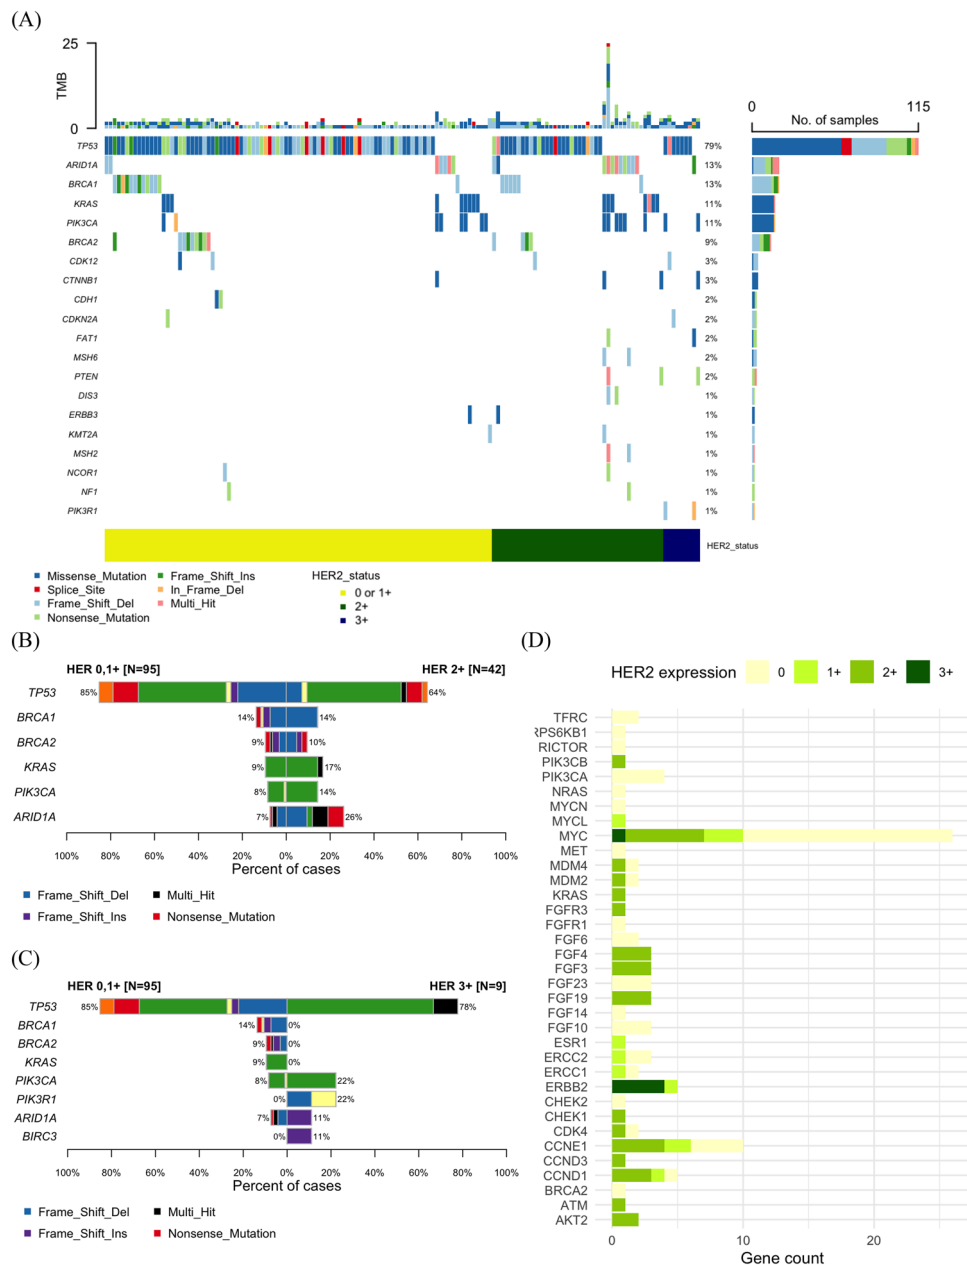 (A)
25
TMB
0
0
115
No. of samples
TP53
79%
ARID1A
13%
BRCA1
13%
KRAS
11%
PIK3CA
11%
BRCA2
9%
CDK12
3%
CTNNB1
3%
CDH1
2%
CDKN2A
2%
FAT1
2%
MSH6
2%
PTEN
2%
DIS3
1%
ERBB3
1%
KMT2A
1%
MSH2
1%
NCOR1
1%
NF1
1%
PIK3R1
1%
HER2_status
Missense_Mutation
Splice_Site
Frame_Shift_Del
Nonsense_Mutation
Frame_Shift_Ins
In_Frame_Del
Multi_Hit
HER2_status
0 or 1+
2+
3+
(B)
HER 0,1+ [N=95] HER 2+ [N=42]
TP53 85% 64%
BRCA1 14% 14%
BRCA2 9% 10%
KRAS 9% 17%
PIK3CA 8% 14%
ARID1A 7% 26%
100% 80% 60% 40% 20% 0% 20% 40% 60% 80% 100%
Percent of cases
Frame_Shift_Del
Frame_Shift_Ins
Multi_Hit
Nonsense_Mutation
(C)
HER 0,1+ [N=95] HER 3+ [N=9]
TP53 85% 78%
BRCA1 14% 0%
BRCA2 9% 0%
KRAS 9% 0%
PIK3CA 8% 22%
PIK3R1 0% 22%
ARID1A 7% 11%
BIRC3 0% 11%
100% 80% 60% 40% 20% 0% 20% 40% 60% 80% 100%
Percent of cases
Frame_Shift_Del
Frame_Shift_Ins
Multi_Hit
Nonsense_Mutation
(D)
HER2 expression 0 1+ 2+ 3+
TFRC
RPS6KB1
RICTOR
PIK3CB
PIK3CA
NRAS
MYCN
MYCL
MYC
MET
MDM4
MDM2
KRAS
FGFR3
FGFR1
FGF6
FGF4
FGF3
FGF23
FGF19
FGF14
FGF10
ESR1
ERCC2
ERCC1
ERBB2
CHEK2
CHEK1
CDK4
CCNE1
CCND3
CCND1
BRCA2
ATM
AKT2
0 10 20
Gene count